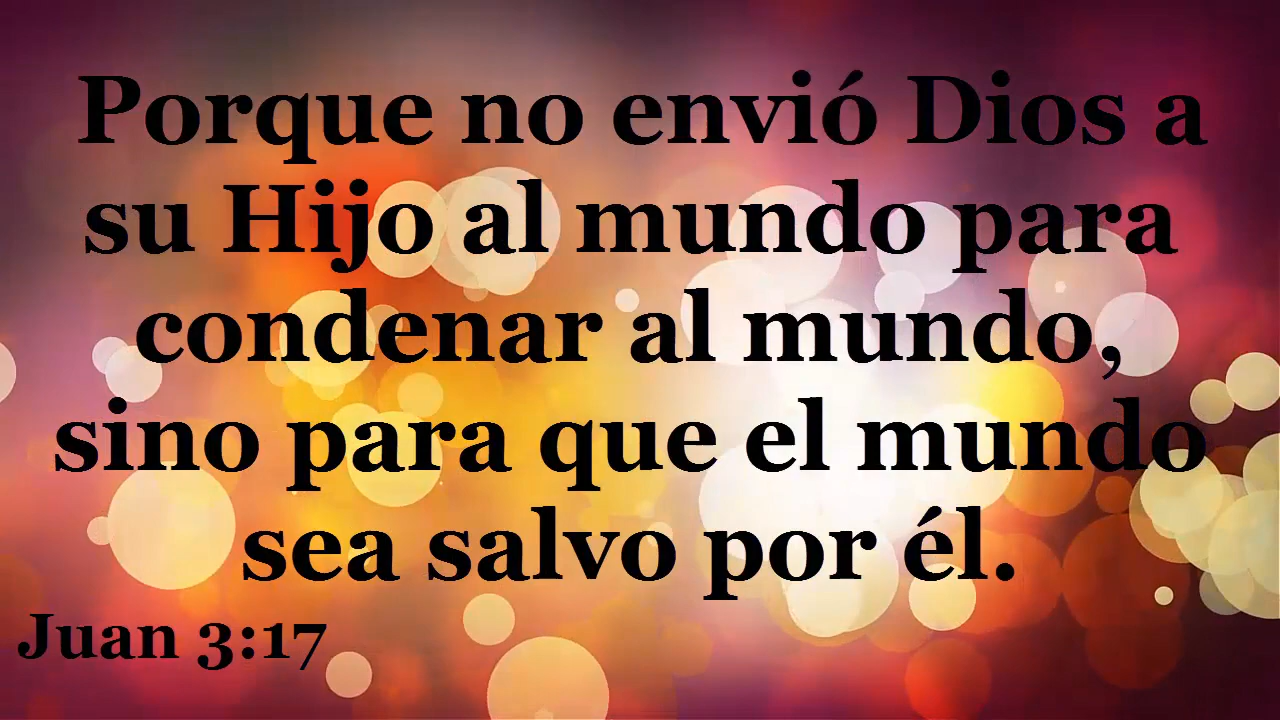 Porque no envió Dios a
su Hijo al mundo para
condenar al mundo,
sino para que el mundo
sea salvo por él.
Juan 3:17